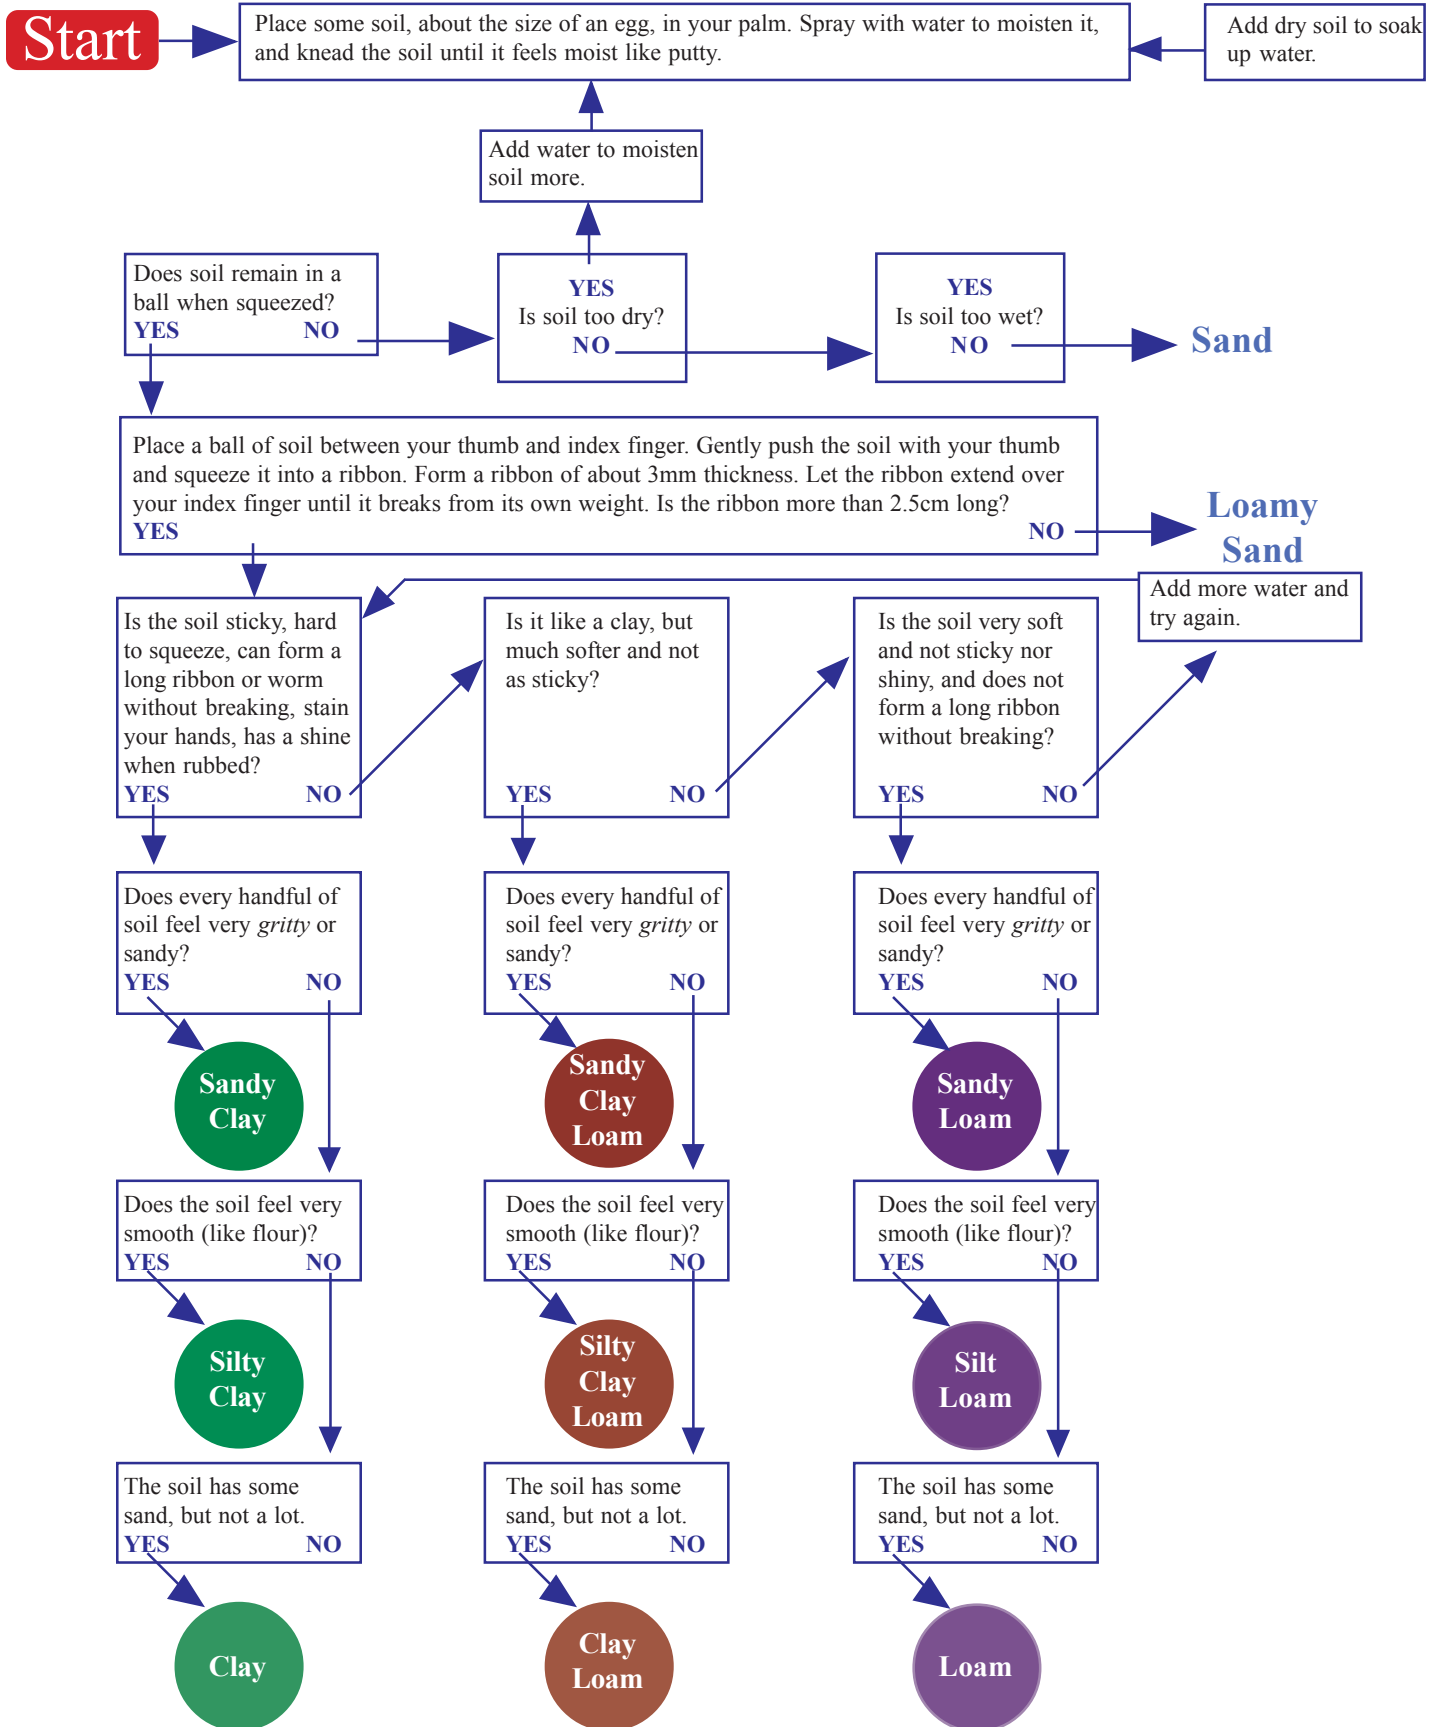 Start
Place some soil, about the size of an egg, in your palm. Spray with water to moisten it,
and knead the soil until it feels moist like putty.
Add dry soil to soak
up water.
Add water to moisten
soil more.
Does soil remain in a
ball when squeezed?
YES NO
YES
Is soil too dry?
NO
YES
Is soil too wet?
NO
Sand
Place a ball of soil between your thumb and index finger. Gently push the soil with your thumb
and squeeze it into a ribbon. Form a ribbon of about 3mm thickness. Let the ribbon extend over
your index finger until it breaks from its own weight. Is the ribbon more than 2.5cm long?
YES NO
Loamy
Sand
Add more water and
try again.
Is the soil sticky, hard
to squeeze, can form a
long ribbon or worm
without breaking, stain
your hands, has a shine
when rubbed?
YES NO
Is it like a clay, but
much softer and not
as sticky?
YES NO
Is the soil very soft
and not sticky nor
shiny, and does not
form a long ribbon
without breaking?
YES NO
Does every handful of
soil feel very gritty or
sandy?
YES NO
Does every handful of
soil feel very gritty or
sandy?
YES NO
Does every handful of
soil feel very gritty or
sandy?
YES NO
Sandy
Clay
Sandy
Clay
Loam
Sandy
Loam
Does the soil feel very
smooth (like flour)?
YES NO
Does the soil feel very
smooth (like flour)?
YES NO
Does the soil feel very
smooth (like flour)?
YES NO
Silty
Clay
Silty
Clay
Loam
Silt
Loam
The soil has some
sand, but not a lot.
YES NO
The soil has some
sand, but not a lot.
YES NO
The soil has some
sand, but not a lot.
YES NO
Clay
Clay
Loam
Loam